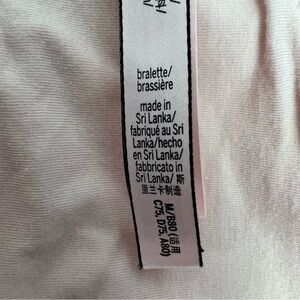 bralette/
brassière
made in
Sri Lanka/
fabriqué au Sri
Lanka/hecho
en Sri Lanka/
fabbricato in
Sri Lanka/ 斯
里兰卡制造
M/B80 (适用
C75, D75, A80)